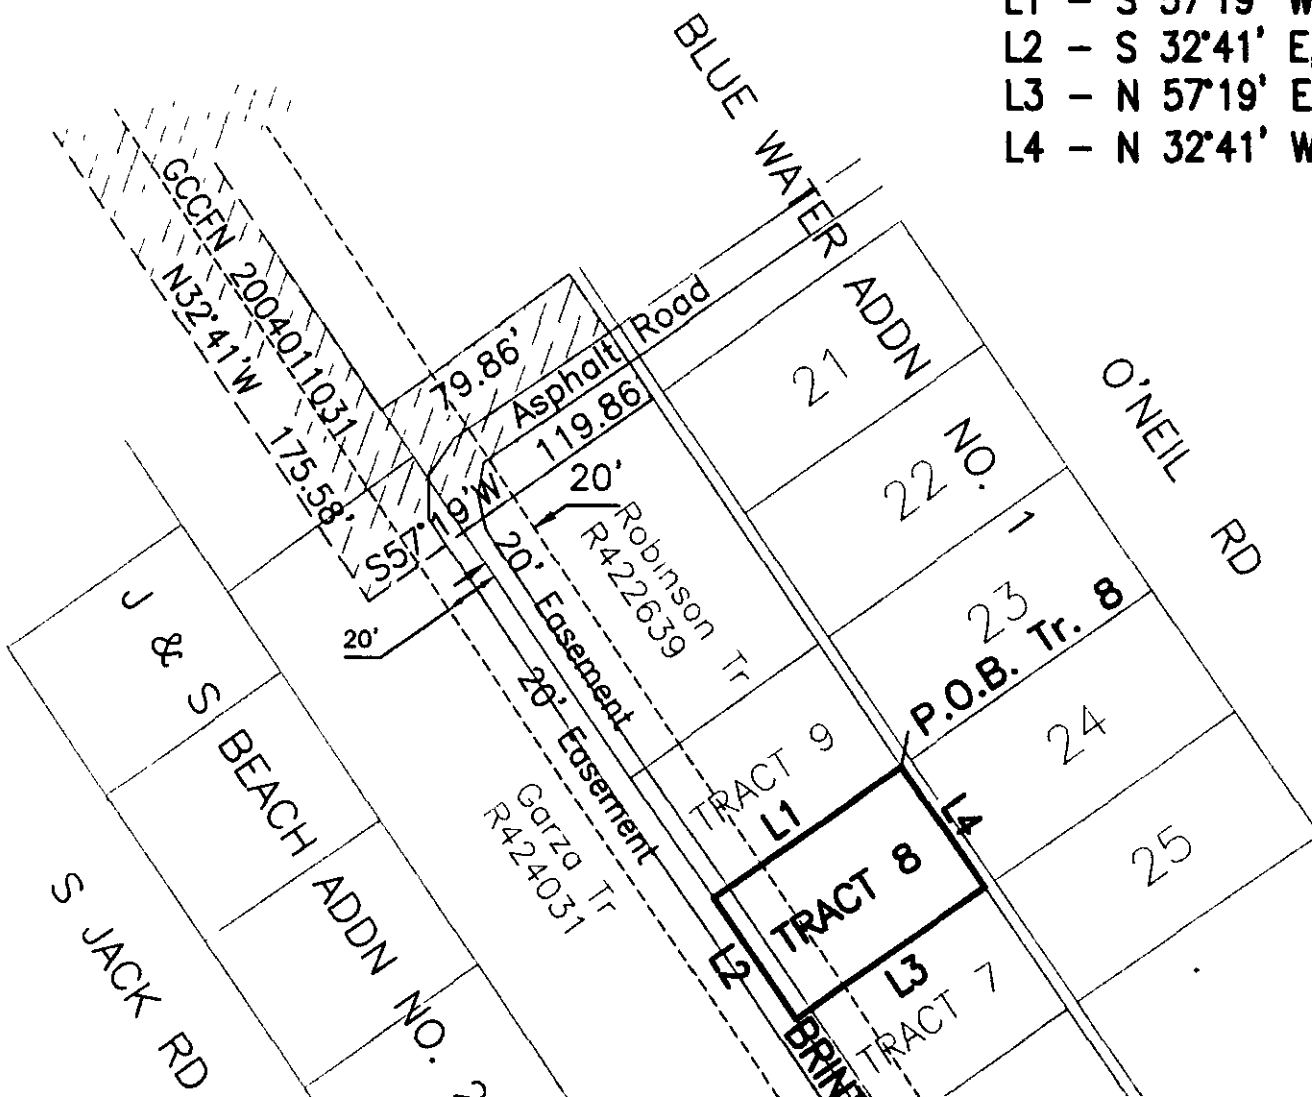 L1 - S 57°19' W
L2 - S 32°41' E,
L3 - N 57°19' E
L4 - N 32°41' W
BLUE WATER ADDN NO. 1
GCCFN 2004011031
N32°41'W 175.58'
79.86'
Asphalt Road
119.86'
S57°19'W
20'
20'
21
22
23
24
25
O'NEIL RD
Robinson Tr
R422639
20' Easement
20' Easement
Garza Tr
R424031
J & S BEACH ADDN NO. 2
S JACK RD
P.O.B. Tr. 8
TRACT 9
L1
L4
TRACT 8
L2
L3
TRACT 7